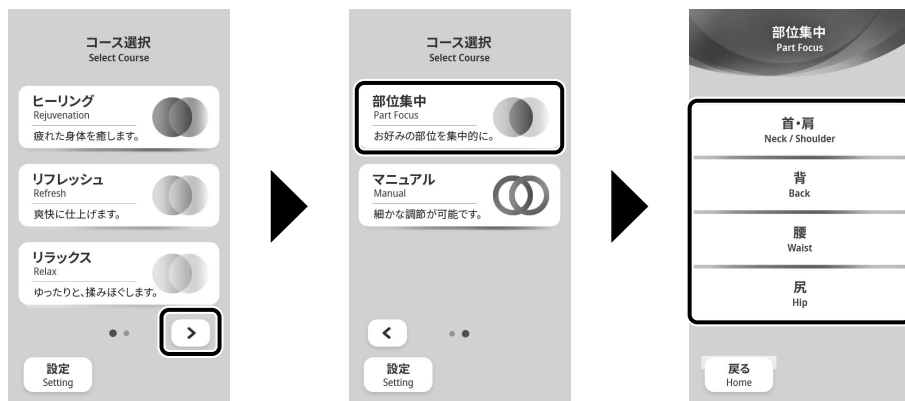 コース選択
Select Course
ヒーリング
Rejuvenation
疲れた身体を癒します。
リフレッシュ
Refresh
爽快に仕上げます。
リラックス
Relax
ゆったりと、揉みほぐします。
設定
Setting
コース選択
Select Course
部位集中
Part Focus
お好みの部位を集中的に。
マニュアル
Manual
細かな調節が可能です。
設定
Setting
部位集中
Part Focus
首・肩
Neck / Shoulder
背
Back
腰
Waist
尻
Hip
戻る
Home